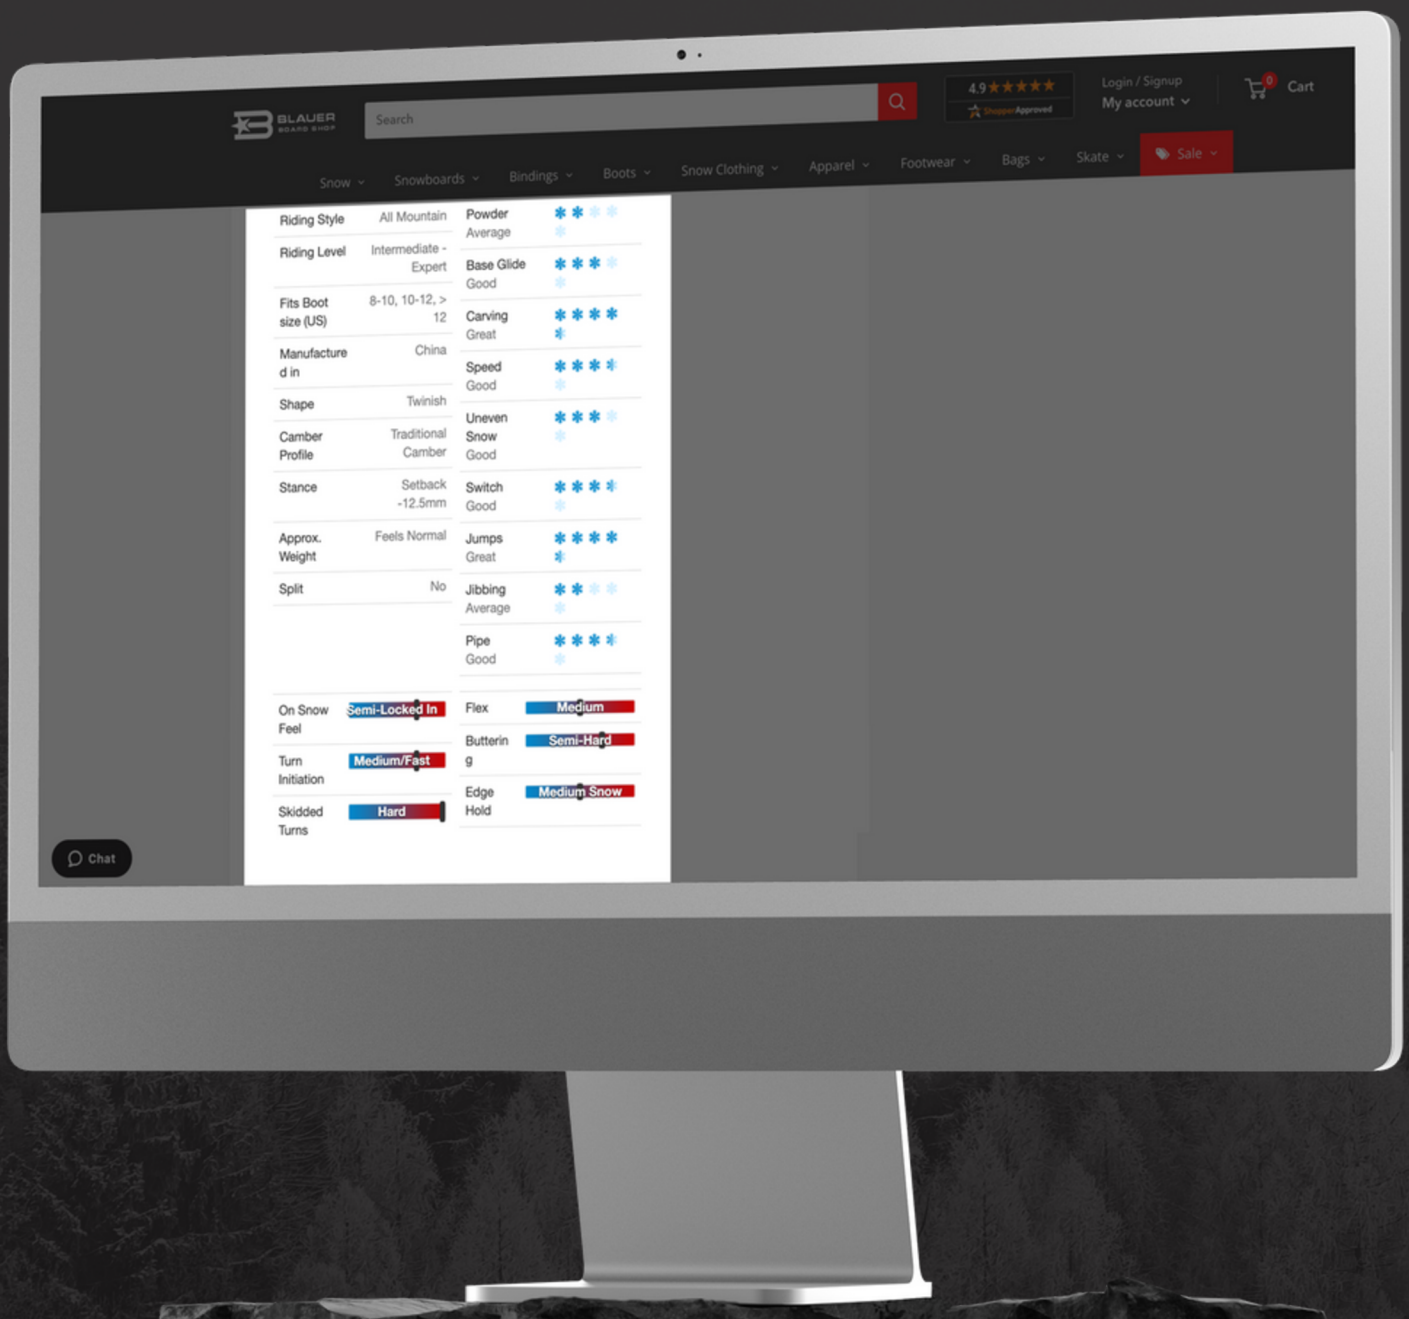 BLAUER
BOARD SHOP
Search
4.9
ShopperApproved
Login / Signup
My account
0
Cart
Snow
Snowboards
Bindings
Boots
Snow Clothing
Apparel
Footwear
Bags
Skate
Sale
Riding Style All Mountain
Riding Level Intermediate -
Expert
Fits Boot 8-10, 10-12, >
size (US) 12
Manufacture China
d in
Shape Twinish
Camber Traditional
Profile Camber
Stance Setback
-12.5mm
Approx. Feels Normal
Weight
Split No
Powder
Average
Base Glide
Good
Carving
Great
Speed
Good
Uneven
Snow
Good
Switch
Good
Jumps
Great
Jibbing
Average
Pipe
Good
On Snow Semi-Locked In
Feel
Turn Medium/Fast
Initiation
Skidded Hard
Turns
Flex Medium
Butterin Semi-Hard
g
Edge Medium Snow
Hold
Chat